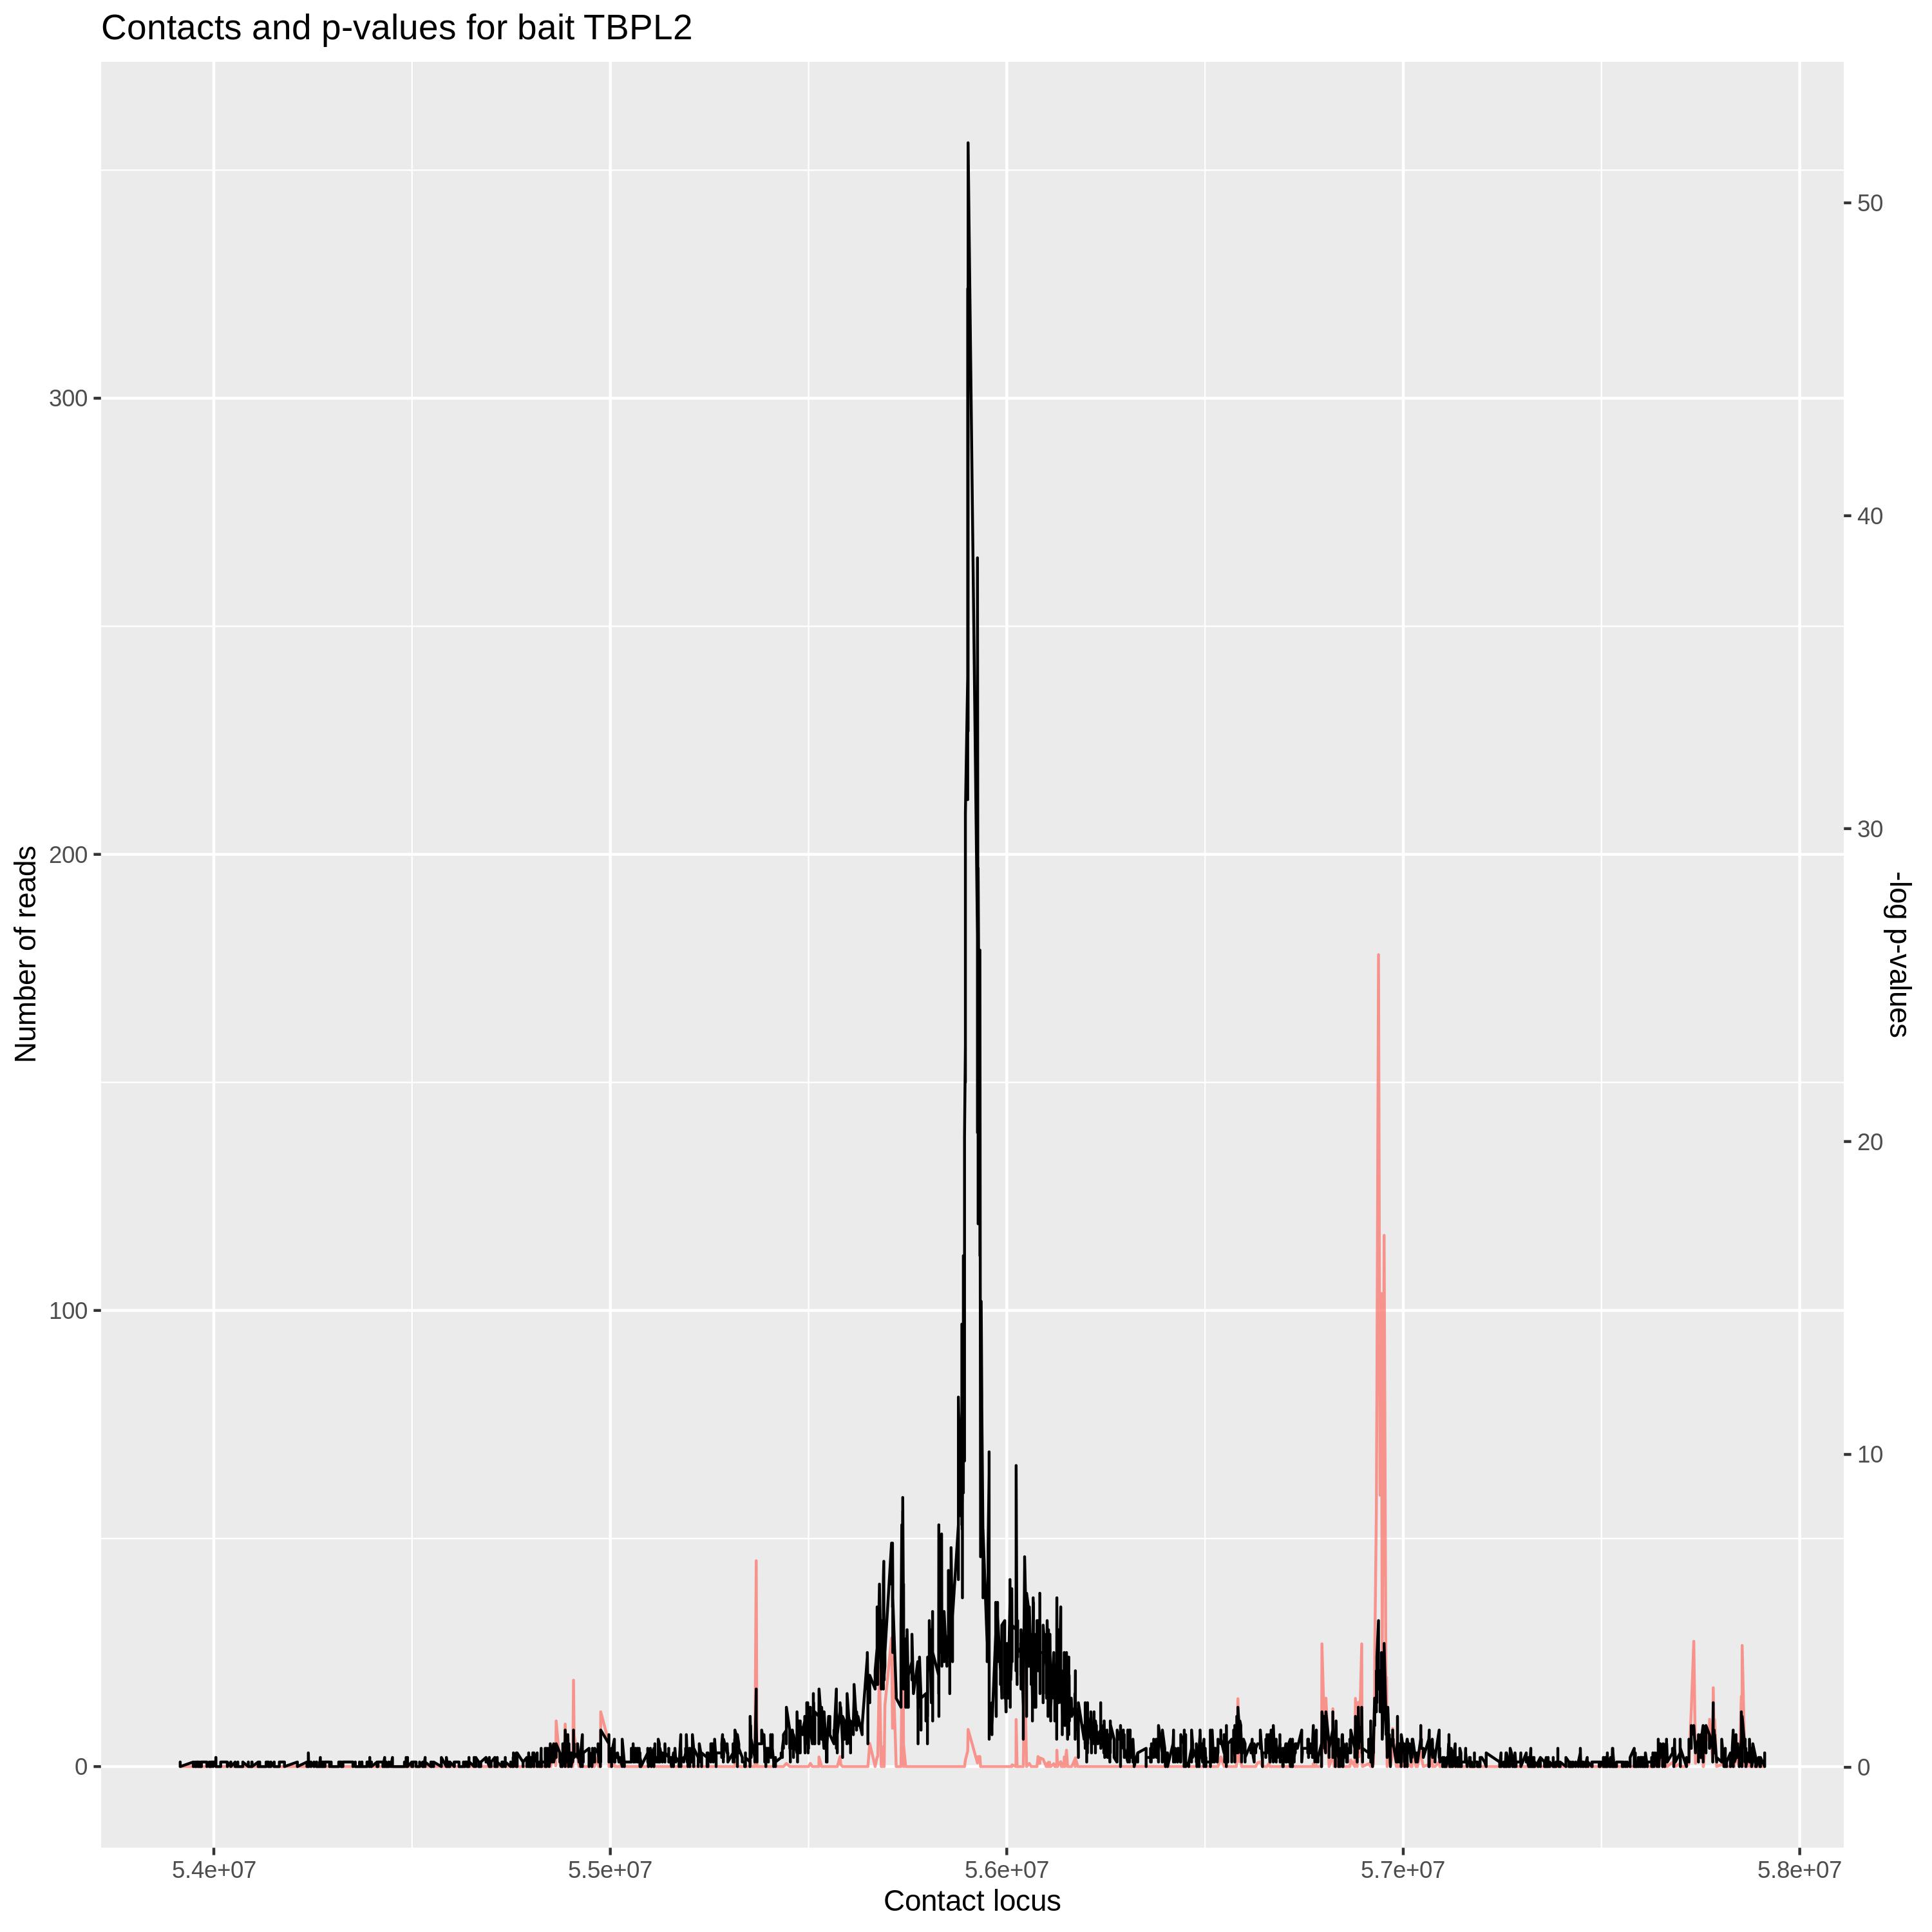 Contacts and p-values for bait TBPL2
Number of reads
300
200
100
0
50
40
30
20
10
0
-log p-values
5.4e+07
5.5e+07
5.6e+07
5.7e+07
5.8e+07
Contact locus